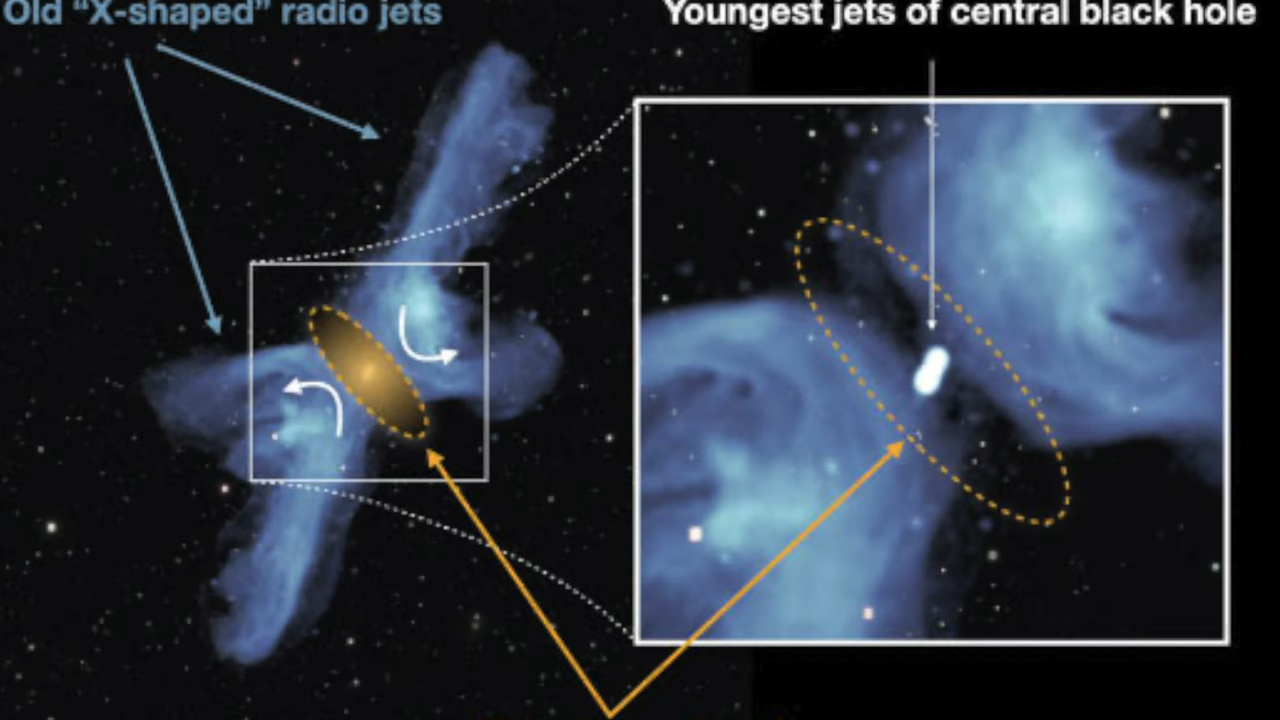 Old “X-shaped” radio jets
Youngest jets of central black hole